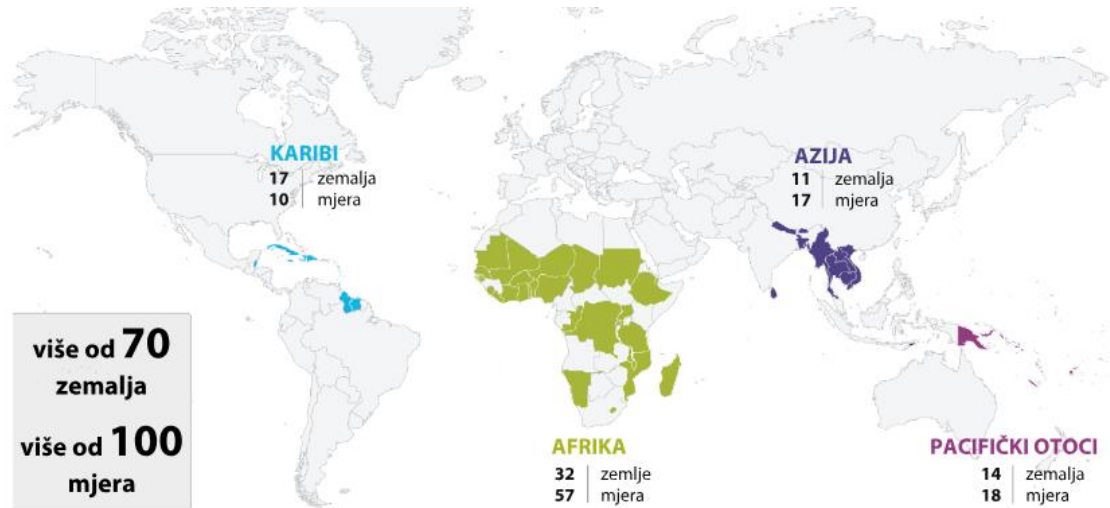 KARIBI
17 zemalja
10 mjera
AZIJA
11 zemalja
17 mjera
više od 70
zemalja
više od 100
mjera
AFRIKA
32 zemlje
57 mjera
PACIFIČKI OTOCI
14 zemalja
18 mjera